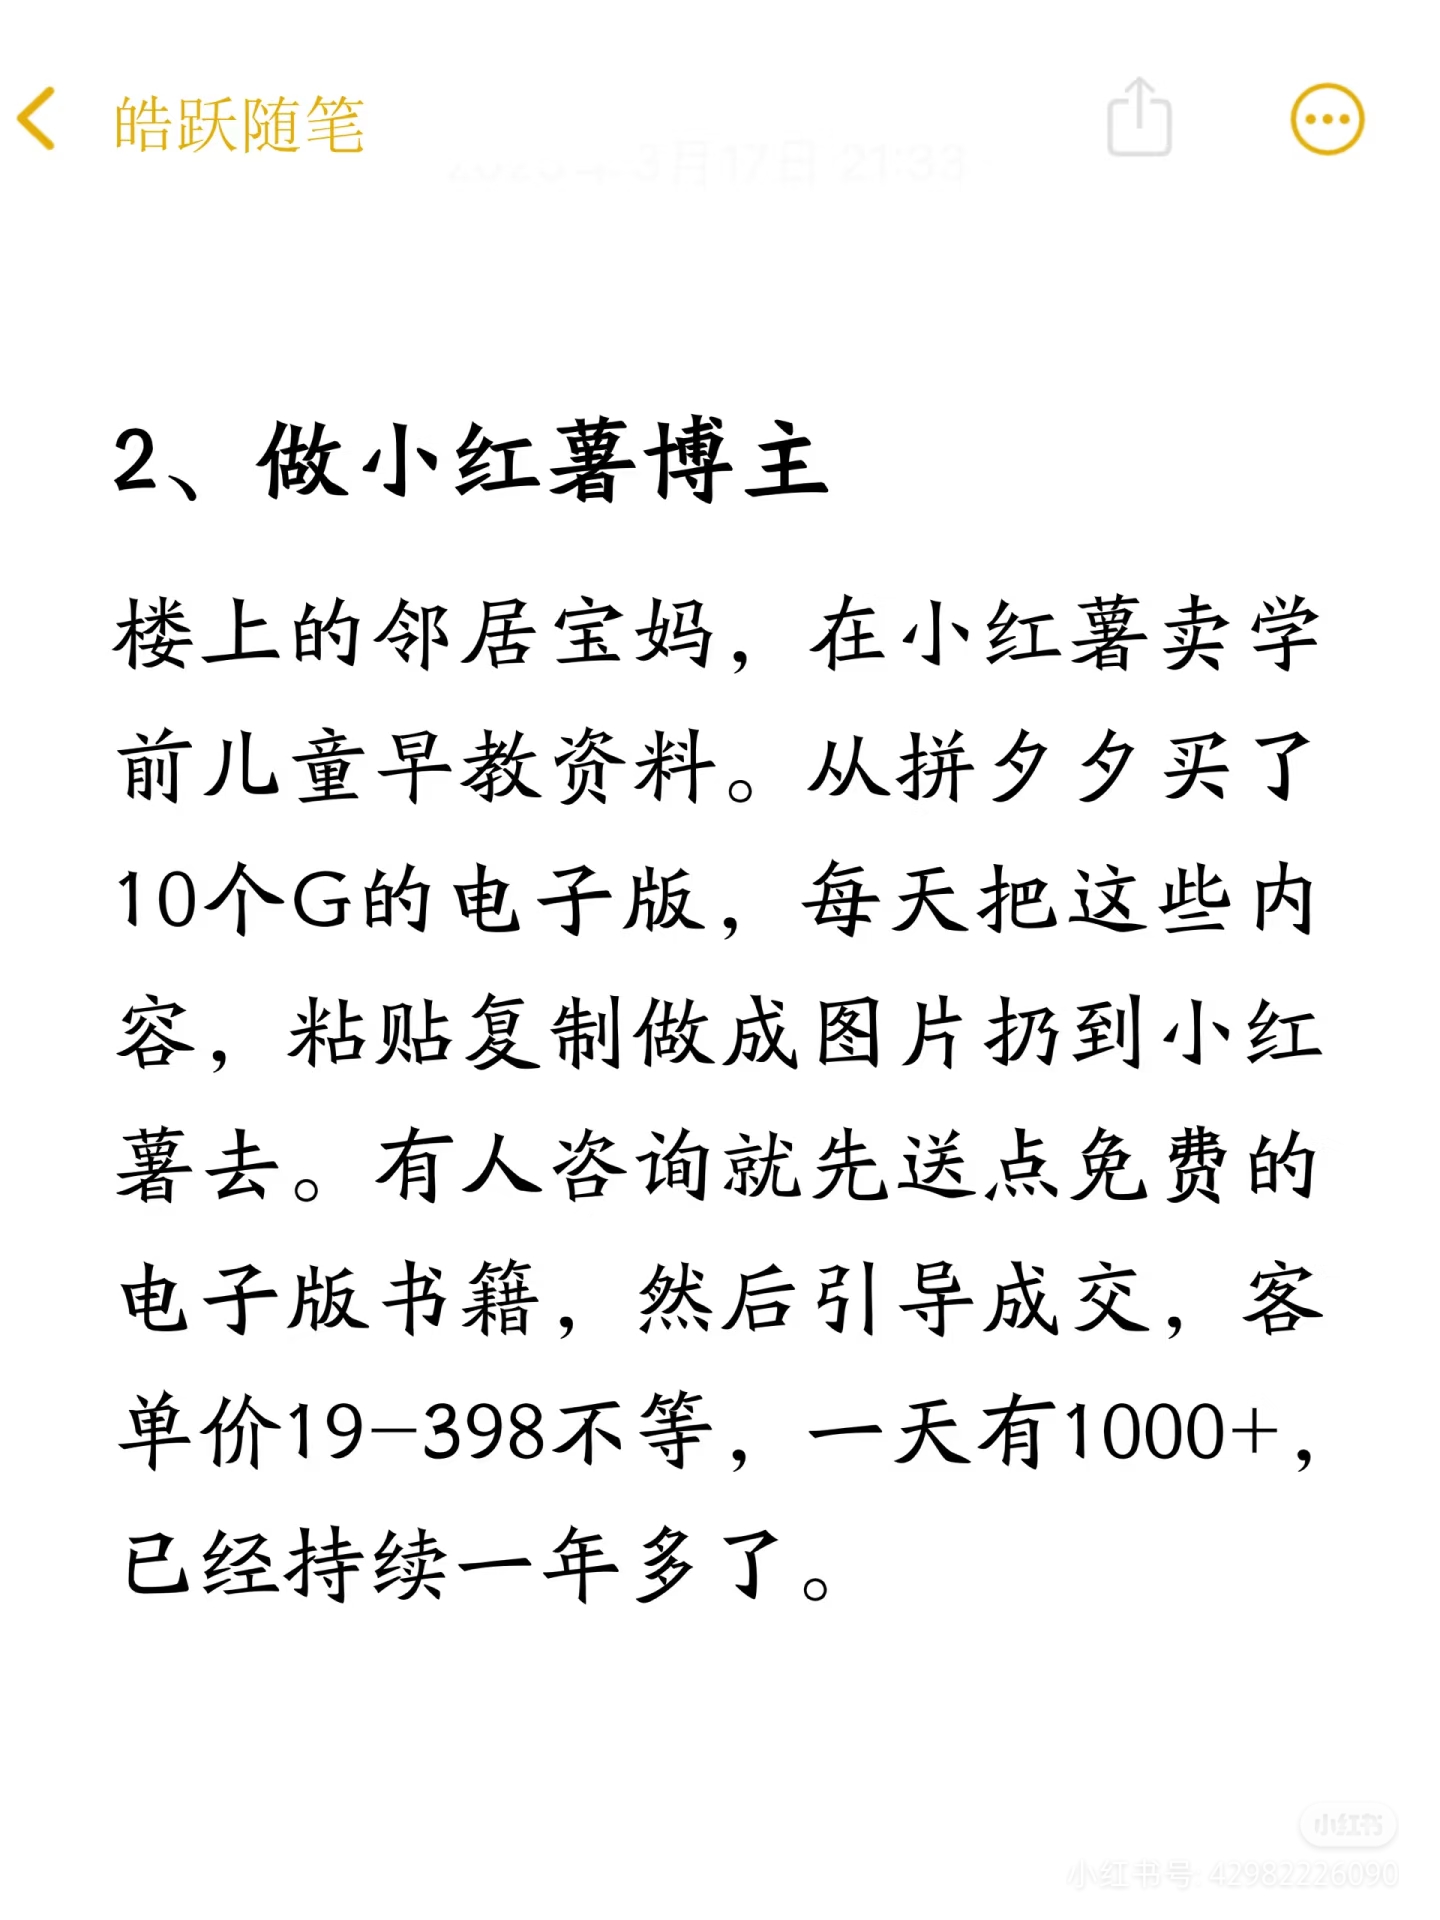 皓跃随笔
3月17日 21:33
2、做小红薯博主
楼上的邻居宝妈，在小红薯卖学
前儿童早教资料。从拼夕夕买了
10个G的电子版，每天把这些内
容，粘贴复制做成图片扔到小红
薯去。有人咨询就先送点免费的
电子版书籍，然后引导成交，客
单价19-398不等，一天有1000+，
已经持续一年多了。
小红书
小红书号: 42982226090